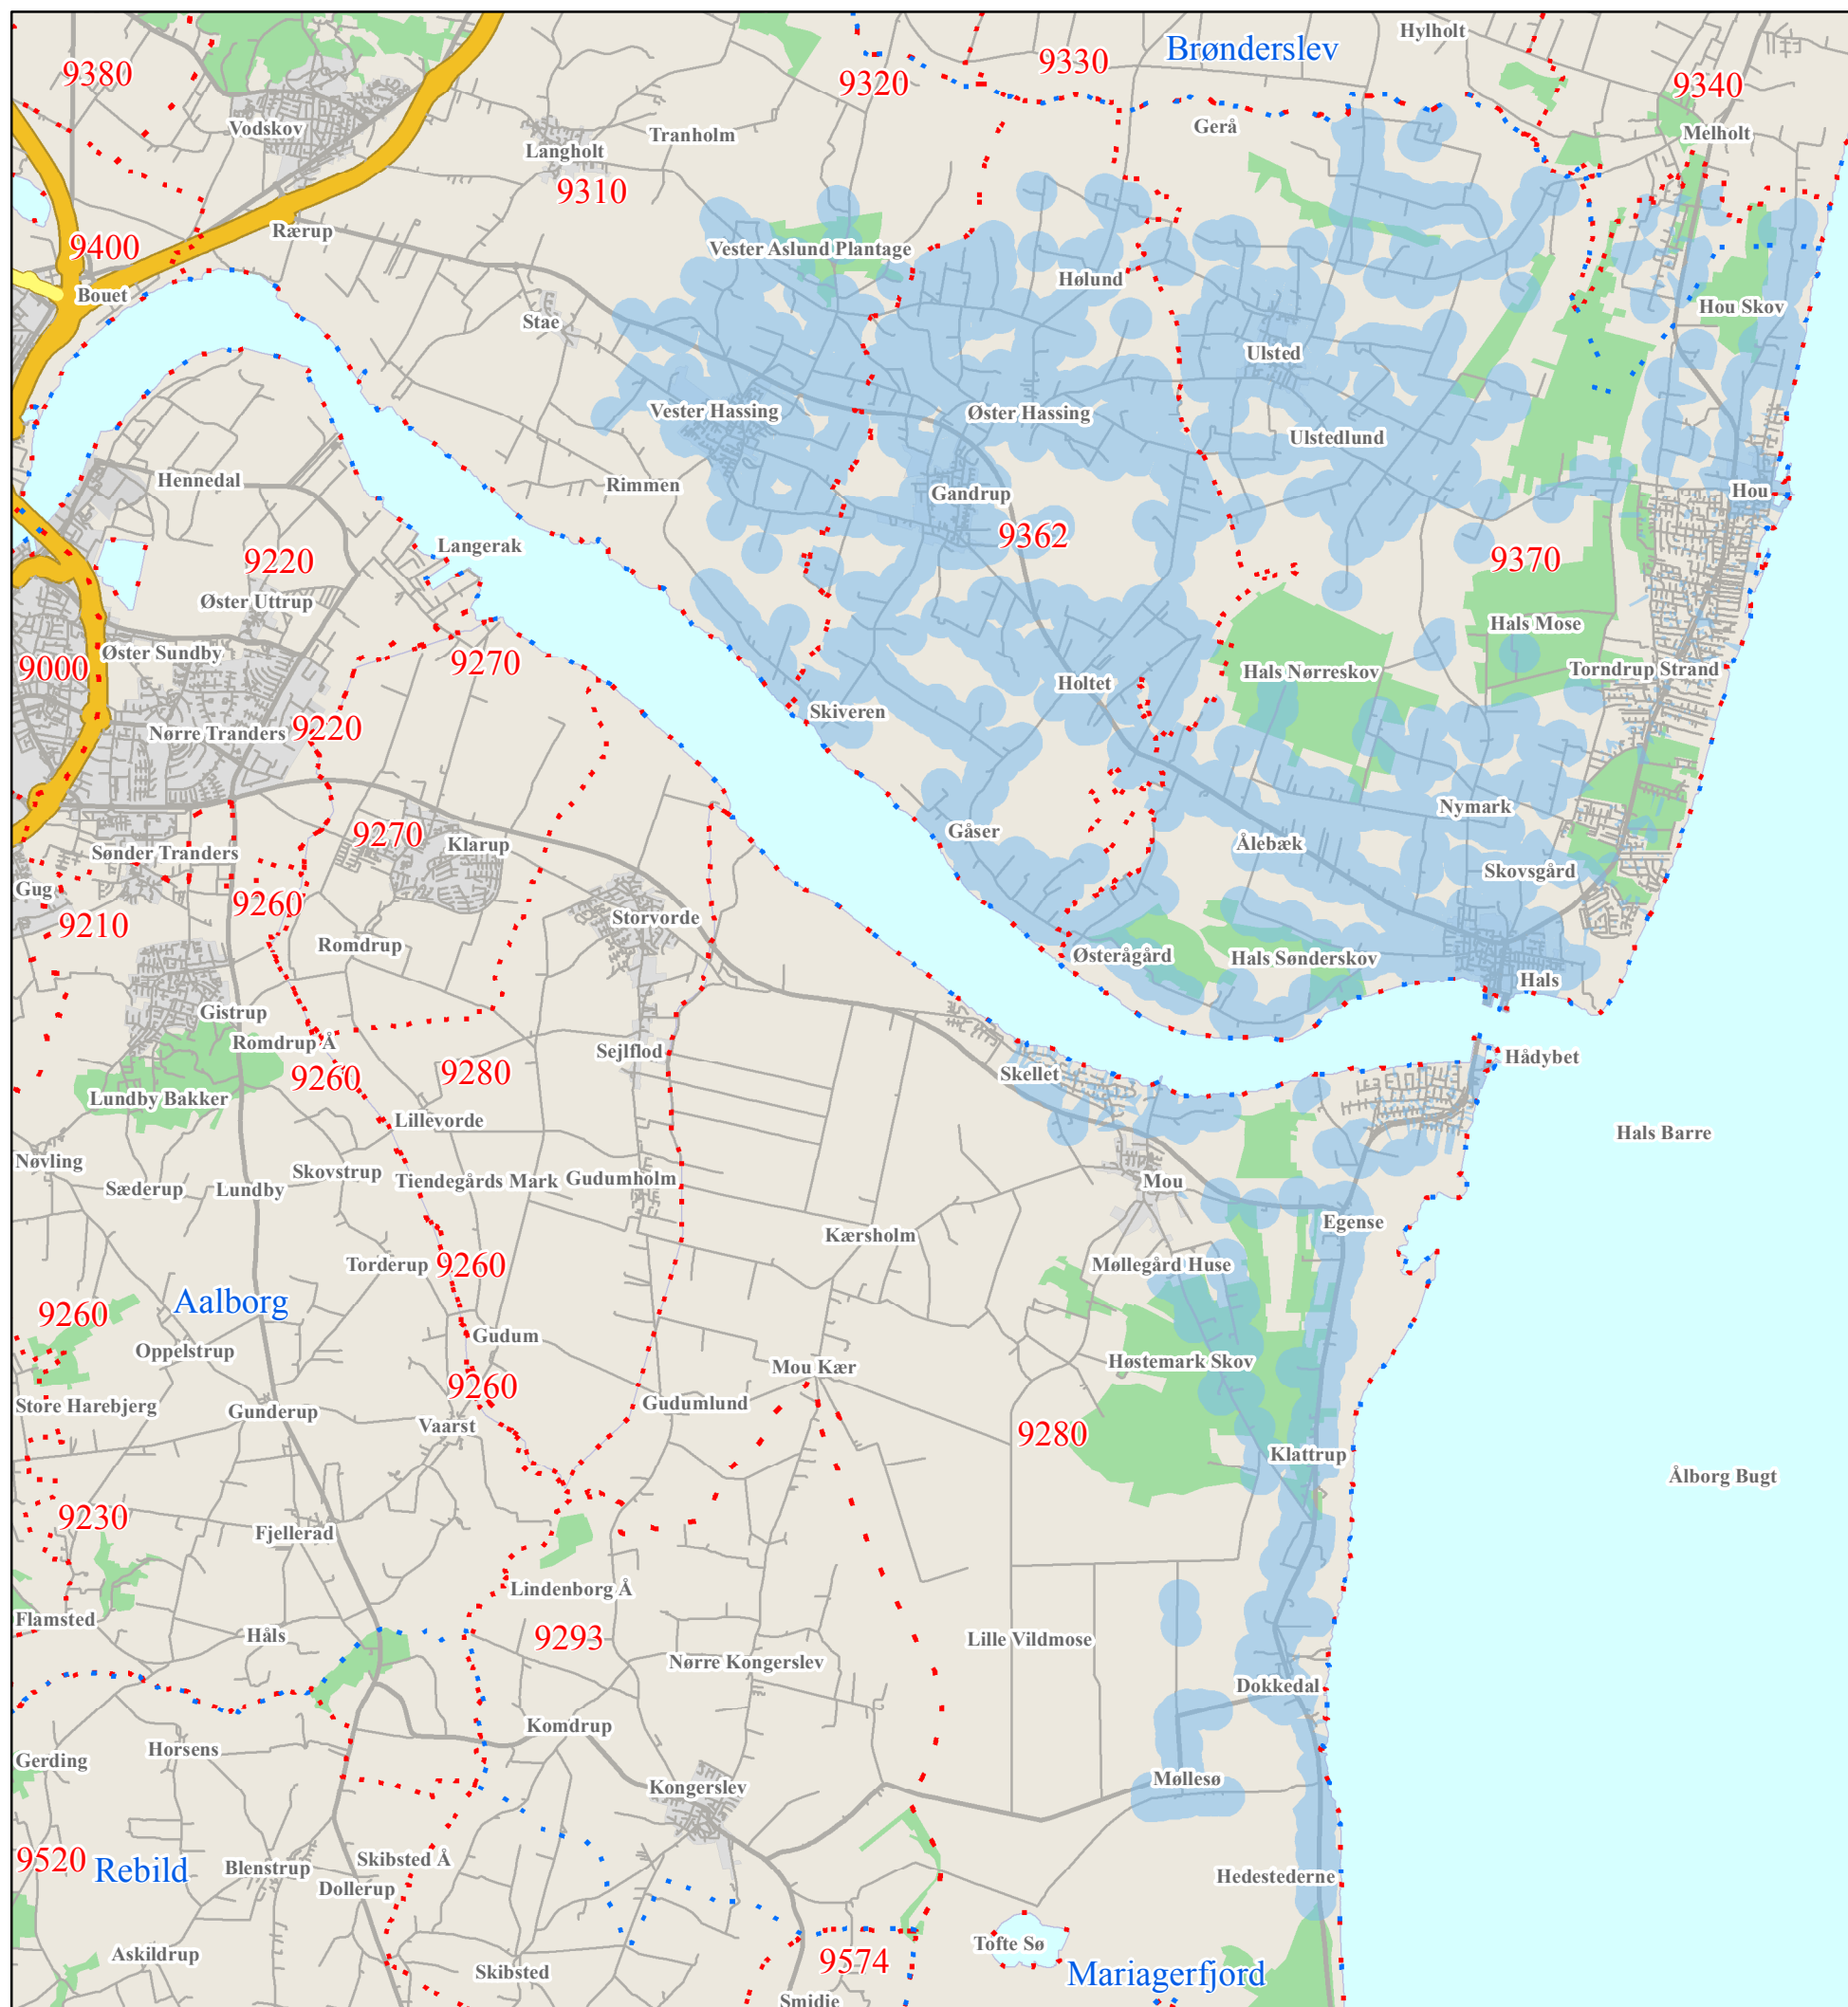 Hylholt
Brønderslev
9330
9380
9320
9340
Vodskov
Gerå
Tranholm
Melholt
Langholt
9310
Rærup
9400
Vester Aslund Plantage
Hølund
Bouet
Hou Skov
Stae
Ulsted
Vester Hassing
Øster Hassing
Ulstedlund
Hennedal
Rimmen
Gandrup
Hou
9362
Langerak
9220
9370
Øster Uttrup
Hals Mose
Øster Sundby
9270
9000
Hals Nørreskov
Torndrup Strand
Holtet
Skiveren
9220
Nørre Tranders
Nymark
Gåser
9270
Klarup
Ålebæk
Sønder Tranders
Skovsgård
Gug
9260
Storvorde
9210
Romdrup
Østerågård
Hals Sønderskov
Hals
Gistrup
Romdrup Å
Sejlflod
Hådybet
9260
9280
Skellet
Lundby Bakker
Lillevorde
Hals Barre
Nøvling
Skovstrup
Tiendegårds Mark
Gudumholm
Mou
Sæderup
Lundby
Egense
Kærsholm
Torderup
9260
Møllegård Huse
Aalborg
9260
Gudum
Oppelstrup
Høstemark Skov
Mou Kær
9260
Store Harebjerg
Gunderup
Gudumlund
Vaarst
9280
Klattrup
Ålborg Bugt
9230
Fjellerad
Lindenborg Å
Flamsted
Håls
9293
Lille Vildmose
Nørre Kongerslev
Dokkedal
Komdrup
Horsens
Gerding
Møllesø
Kongerslev
9520
Rebild
Blenstrup
Skibsted Å
Hedestederne
Dollerup
Tofte Sø
Askildrup
9574
Skibsted
Mariagerfjord
Smidie